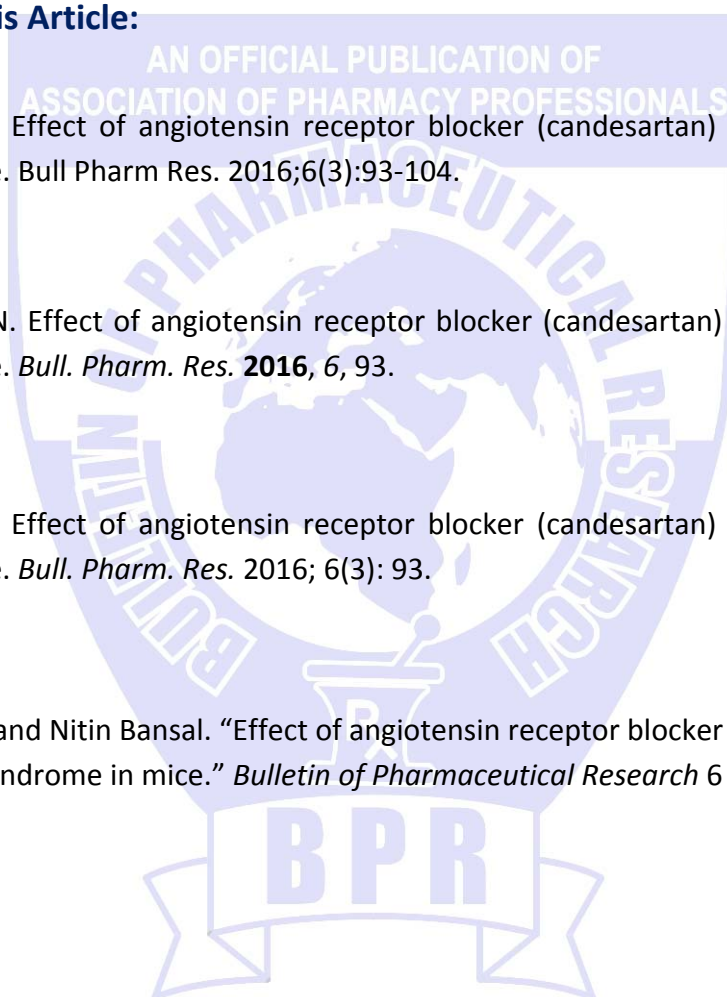 is Article:
AN OFFICIAL PUBLICATION OF
ASSOCIATION OF PHARMACY PROFESSIONALS
Effect of angiotensin receptor blocker (candesartan)
e. Bull Pharm Res. 2016;6(3):93-104.
BULLETIN OF PHARMACEUTICAL RESEARCH
N. Effect of angiotensin receptor blocker (candesartan)
e. Bull. Pharm. Res. 2016, 6, 93.
Effect of angiotensin receptor blocker (candesartan)
e. Bull. Pharm. Res. 2016; 6(3): 93.
and Nitin Bansal. “Effect of angiotensin receptor blocker
ndrome in mice.” Bulletin of Pharmaceutical Research 6
Rx
BPR